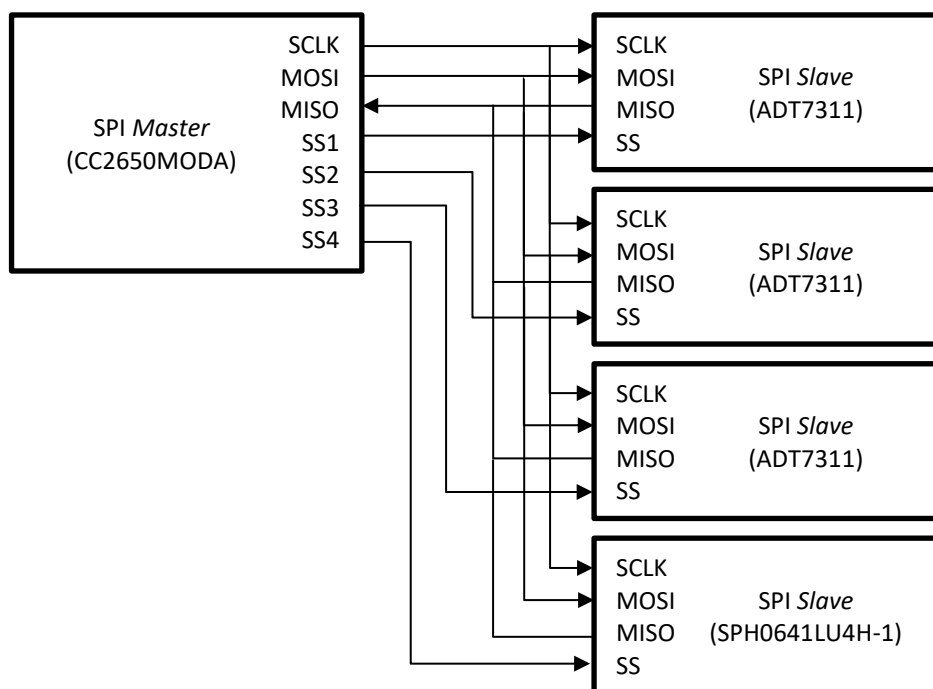 SPI Master
(CC2650MODA)
SCLK
MOSI
MISO
SS1
SS2
SS3
SS4
SCLK
MOSI
MISO
SS
SPI Slave
(ADT7311)
SCLK
MOSI
MISO
SS
SPI Slave
(ADT7311)
SCLK
MOSI
MISO
SS
SPI Slave
(ADT7311)
SCLK
MOSI
MISO
SS
SPI Slave
(SPH0641LU4H-1)